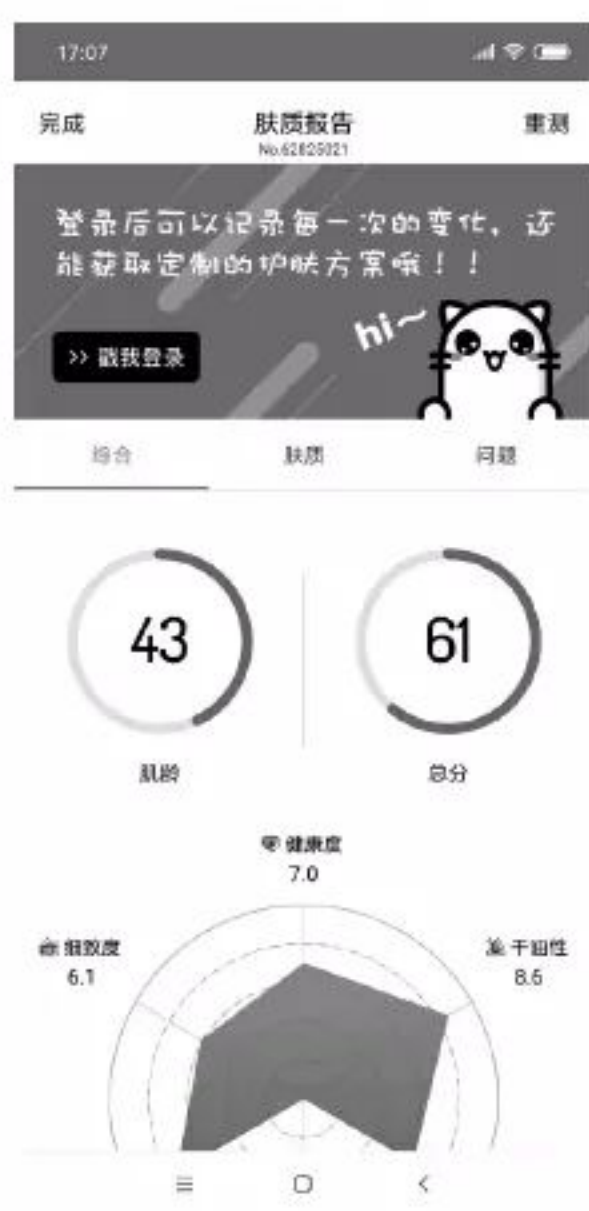 17:07
完成
肤质报告
重测
No.62825021
登录后可以记录每一次的变化，还
能获取定制的护肤方案哦！！
hi~
>> 戳我登录
综合
肤质
问题
43
61
肌龄
总分
健康度
7.0
细致度
6.1
干油性
8.6